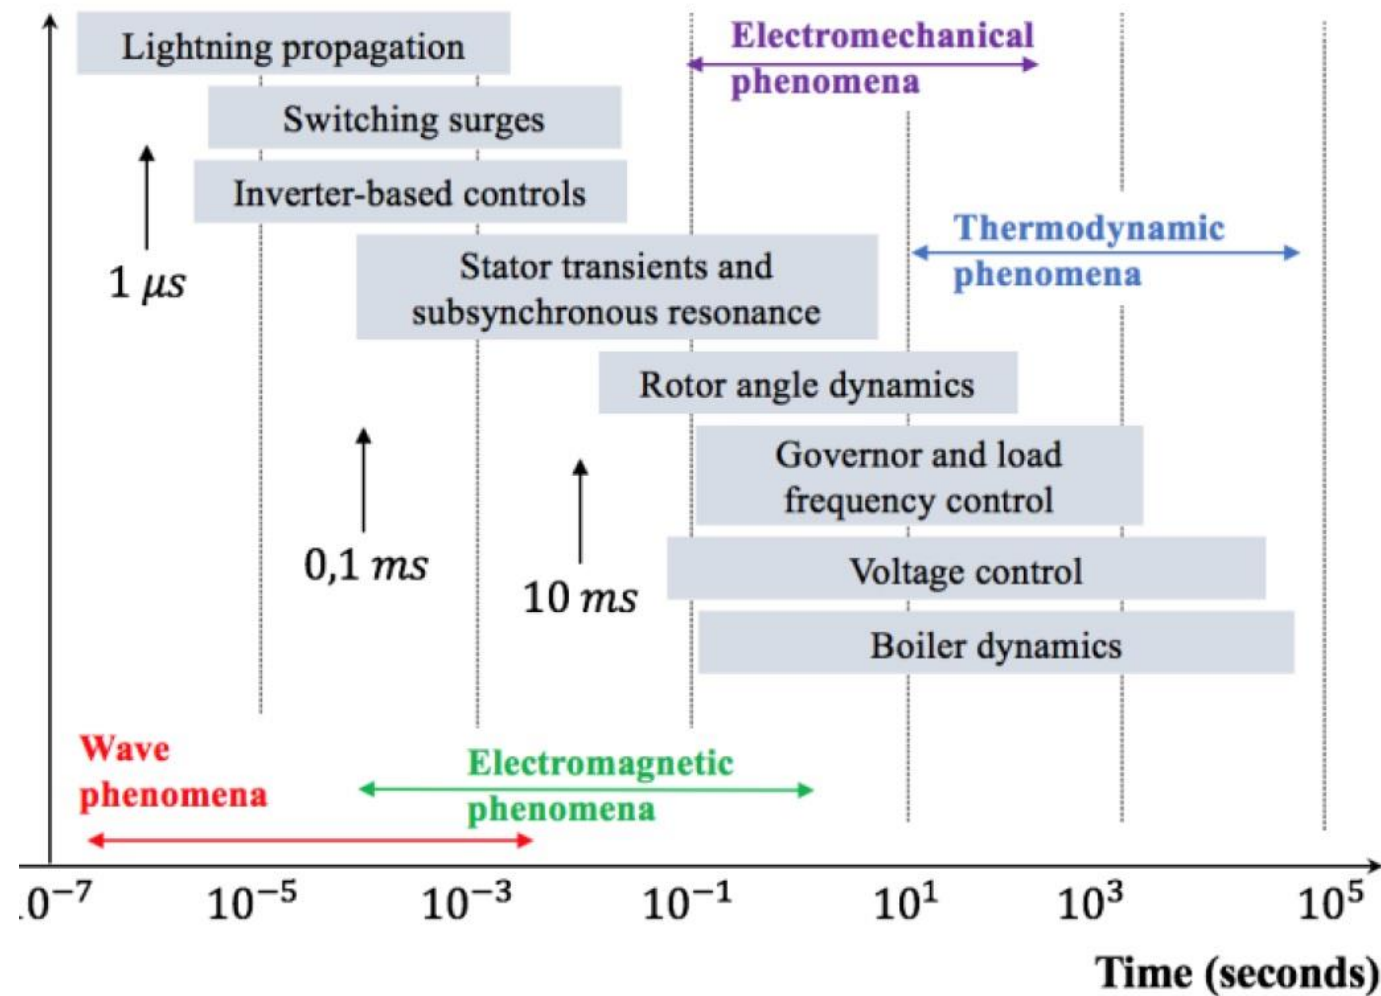 Lightning propagation
Electromechanical
phenomena
Switching surges
Inverter-based controls
1 μs
Thermodynamic
phenomena
Stator transients and
subsynchronous resonance
Rotor angle dynamics
Governor and load
frequency control
0,1 ms
10 ms
Voltage control
Boiler dynamics
Wave
phenomena
Electromagnetic
phenomena
.0⁻⁷ 10⁻⁵ 10⁻³ 10⁻¹ 10¹ 10³ 10⁵
Time (seconds)